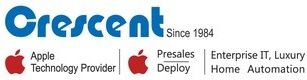 Crescent Since 1984
Apple Technology Provider
Presales Deploy
Enterprise IT, Luxury Home Automation